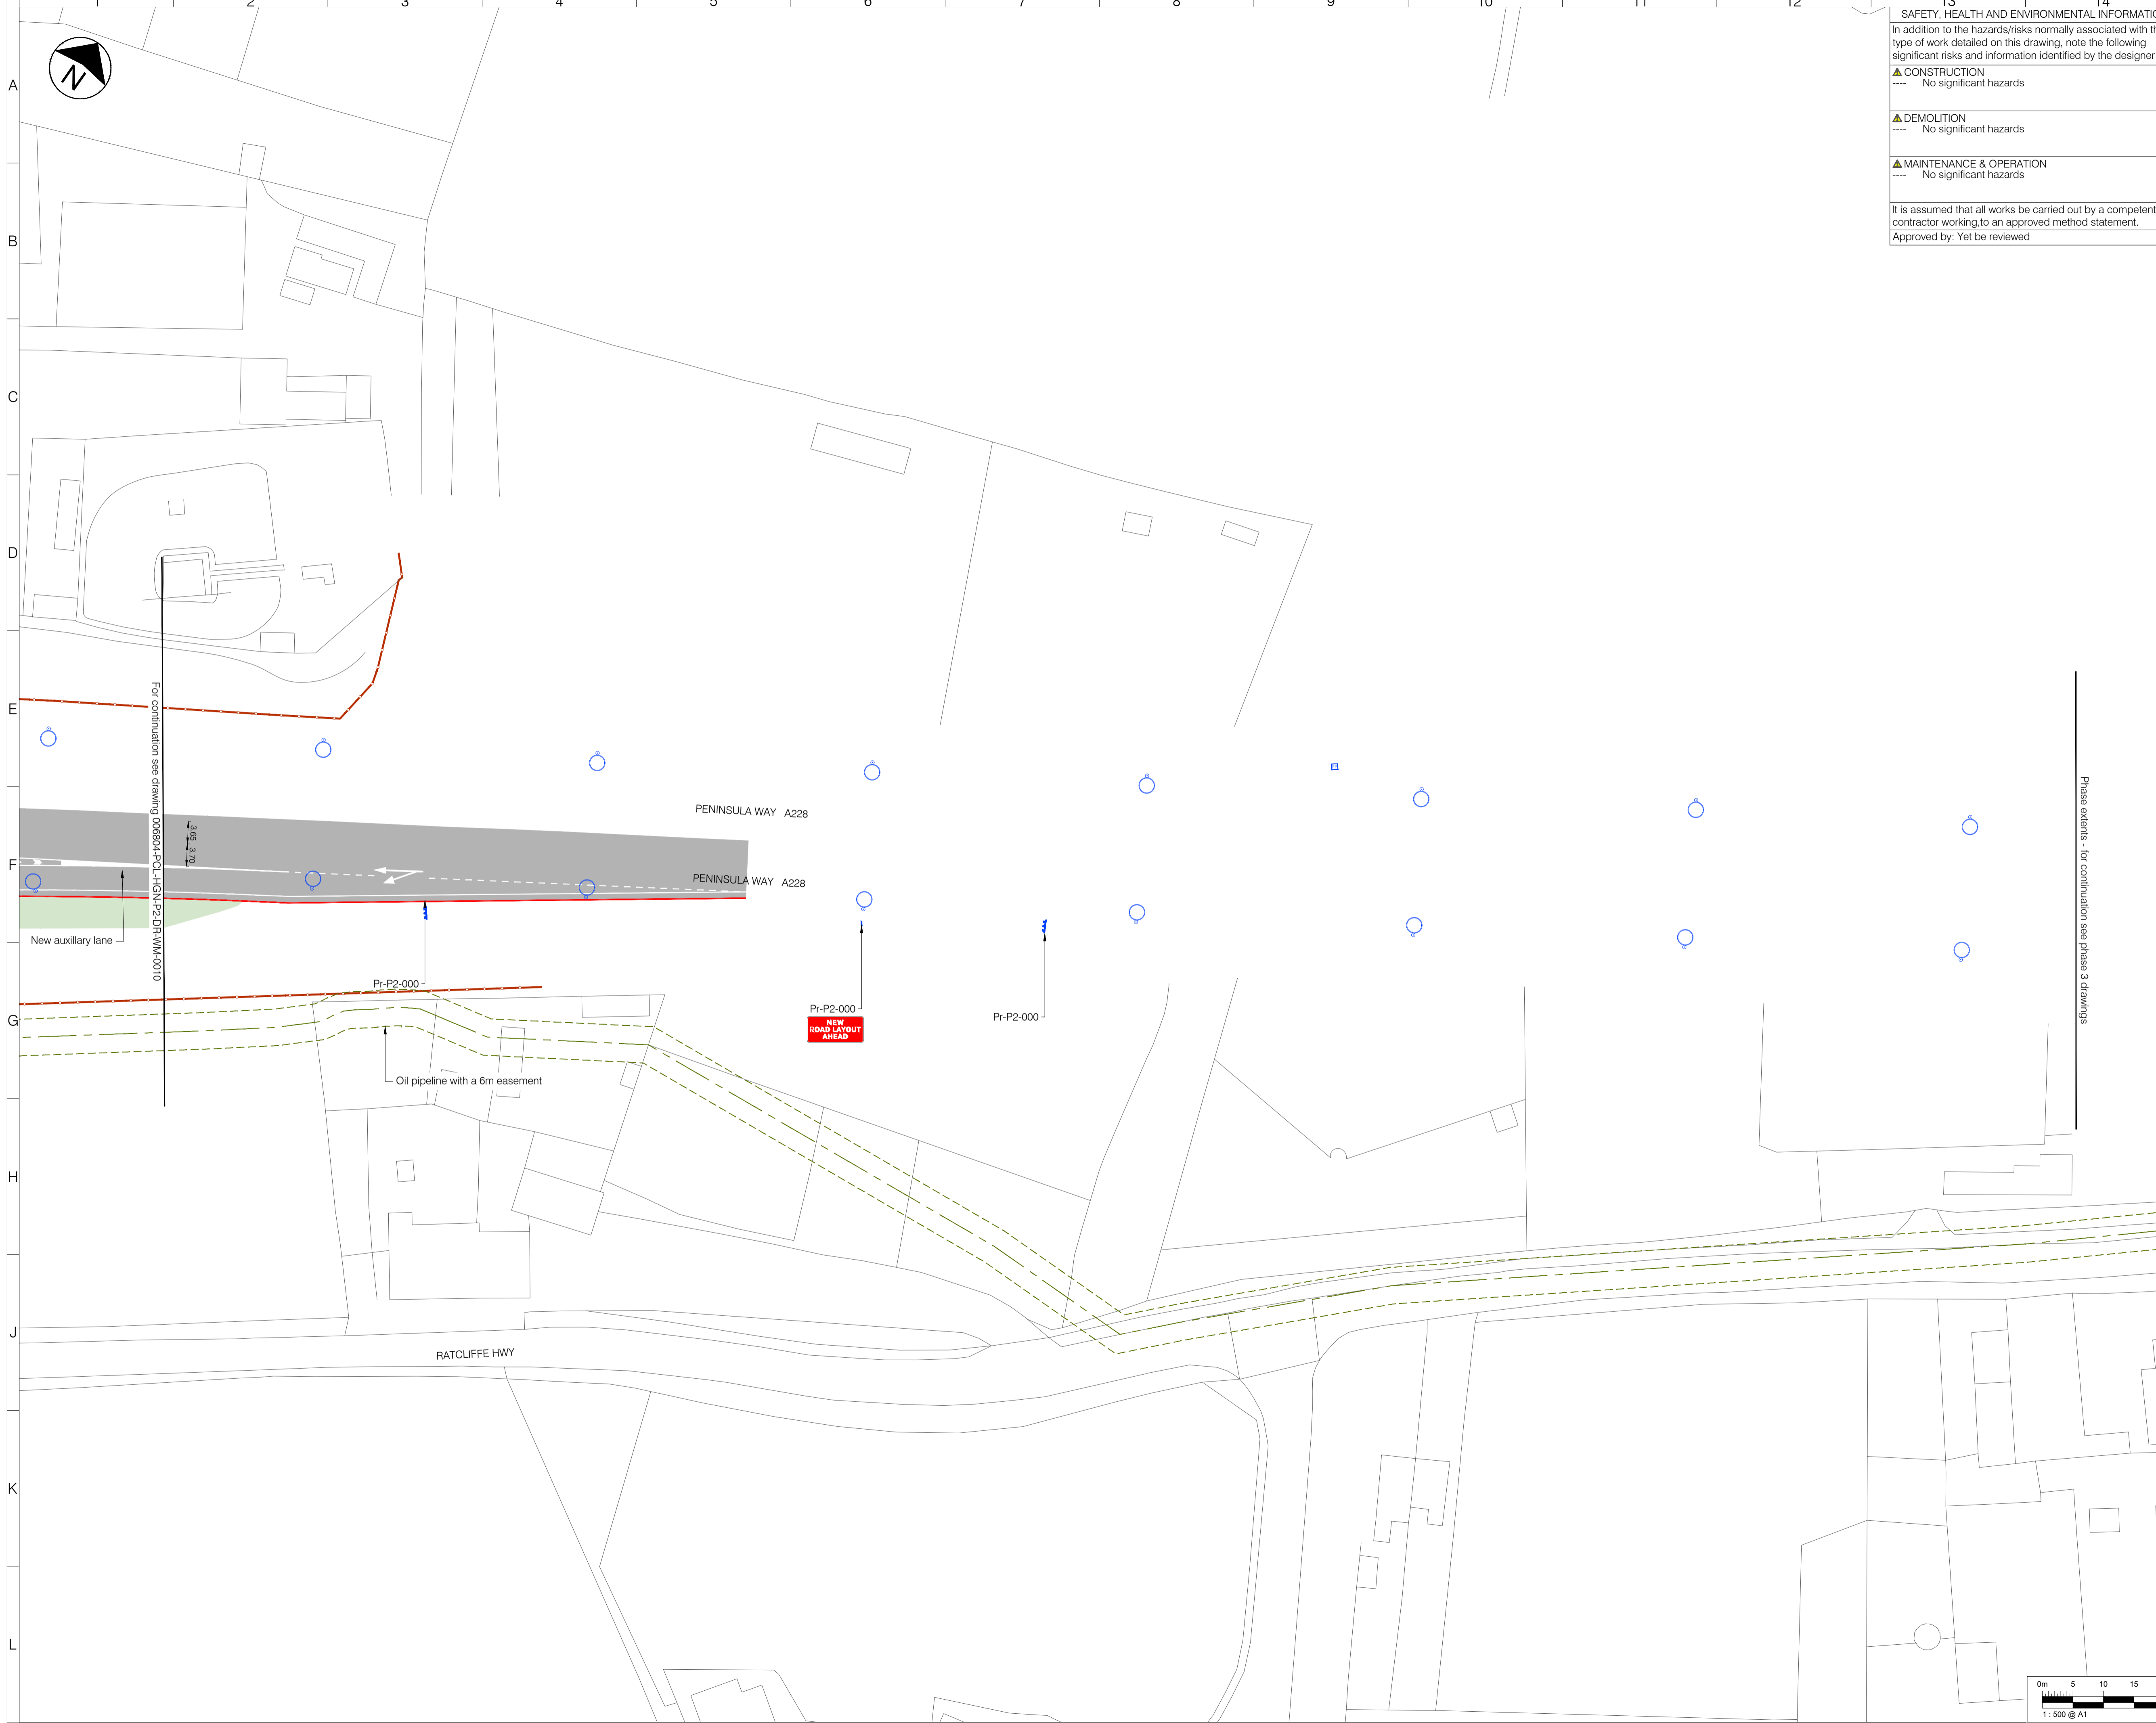 1 2 3 4 5 6 7 8 9 10 11 12 13 14
A
B
C
D
E
F
G
H
J
K
L
N
SAFETY, HEALTH AND ENVIRONMENTAL
In addition to the hazards/risks normally associated with
type of work detailed on this drawing, note the following
significant risks and information identified by the designer
CONSTRUCTION
---- No significant hazards
DEMOLITION
---- No significant hazards
MAINTENANCE & OPERATION
---- No significant hazards
It is assumed that all works be carried out by a competent
contractor working,to an approved method statement.
Approved by: Yet be reviewed
For continuation see drawing 006804-PCL-HGN-P2-DR-WM-0010
3.65
3.70
PENINSULA WAY A228
PENINSULA WAY A228
New auxillary lane
Pr-P2-000
Pr-P2-000
NEW
ROAD LAYOUT
AHEAD
Pr-P2-000
Oil pipeline with a 6m easement
Phase extents - for continuation see phase 3 drawings
RATCLIFFE HWY
0m 5 10 15
1 : 500 @ A1